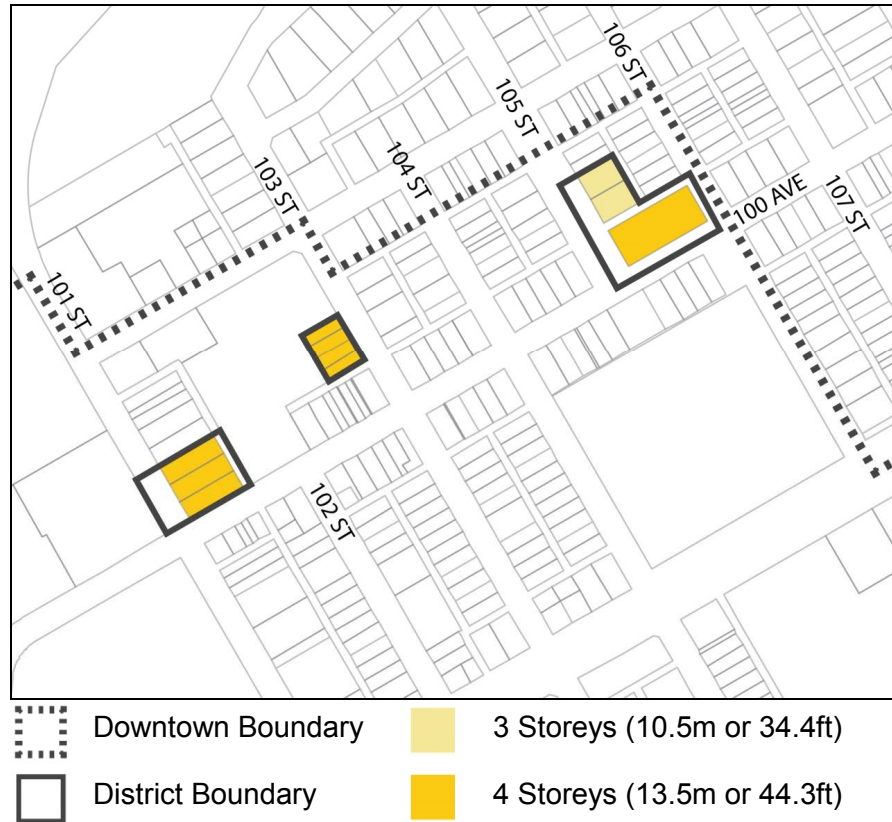 106 ST
105 ST
104 ST
103 ST
100 AVE
107 ST
101 ST
102 ST
Downtown Boundary
3 Storeys (10.5m or 34.4ft)
District Boundary
4 Storeys (13.5m or 44.3ft)